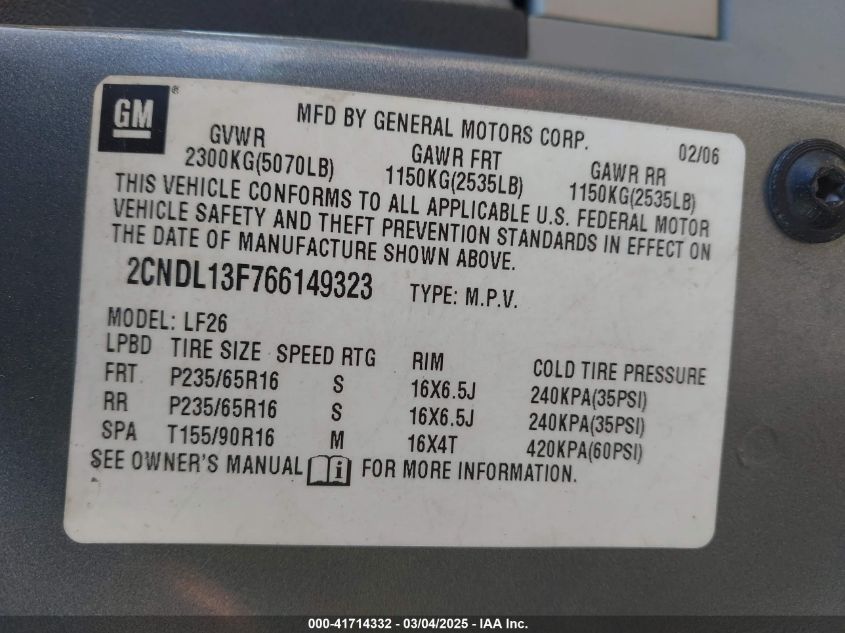 GM ®
MFD BY GENERAL MOTORS CORP. 02/06
GVWR GAWR FRT GAWR RR
2300KG(5070LB) 1150KG(2535LB) 1150KG(2535LB)
THIS VEHICLE CONFORMS TO ALL APPLICABLE U.S. FEDERAL MOTOR
VEHICLE SAFETY AND THEFT PREVENTION STANDARDS IN EFFECT ON
THE DATE OF MANUFACTURE SHOWN ABOVE.
2CNDL13F766149323 TYPE: M.P.V.
MODEL: LF26
LPBD TIRE SIZE SPEED RTG RIM COLD TIRE PRESSURE
FRT P235/65R16 S 16X6.5J 240KPA(35PSI)
RR P235/65R16 S 16X6.5J 240KPA(35PSI)
SPA T155/90R16 M 16X4T 420KPA(60PSI)
SEE OWNER'S MANUAL i FOR MORE INFORMATION.
000-41714332 - 03/04/2025 - IAA Inc.